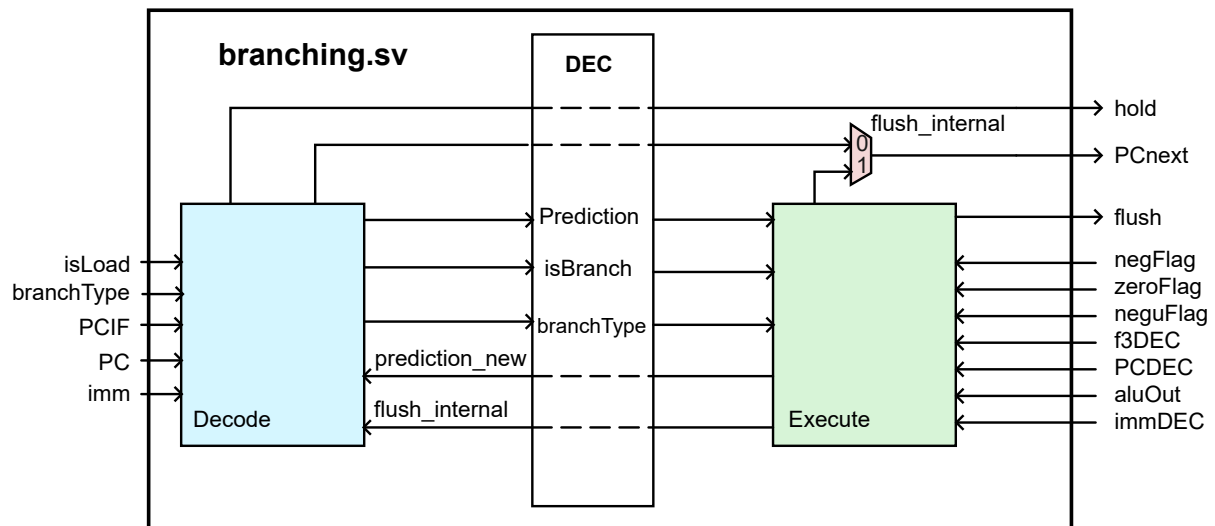 branching.sv
DEC
hold
flush_internal
0
1
PCnext
Prediction
flush
isLoad
branchType
PCIF
PC
imm
isBranch
branchType
prediction_new
flush_internal
Decode
Execute
negFlag
zeroFlag
neguFlag
f3DEC
PCDEC
aluOut
immDEC